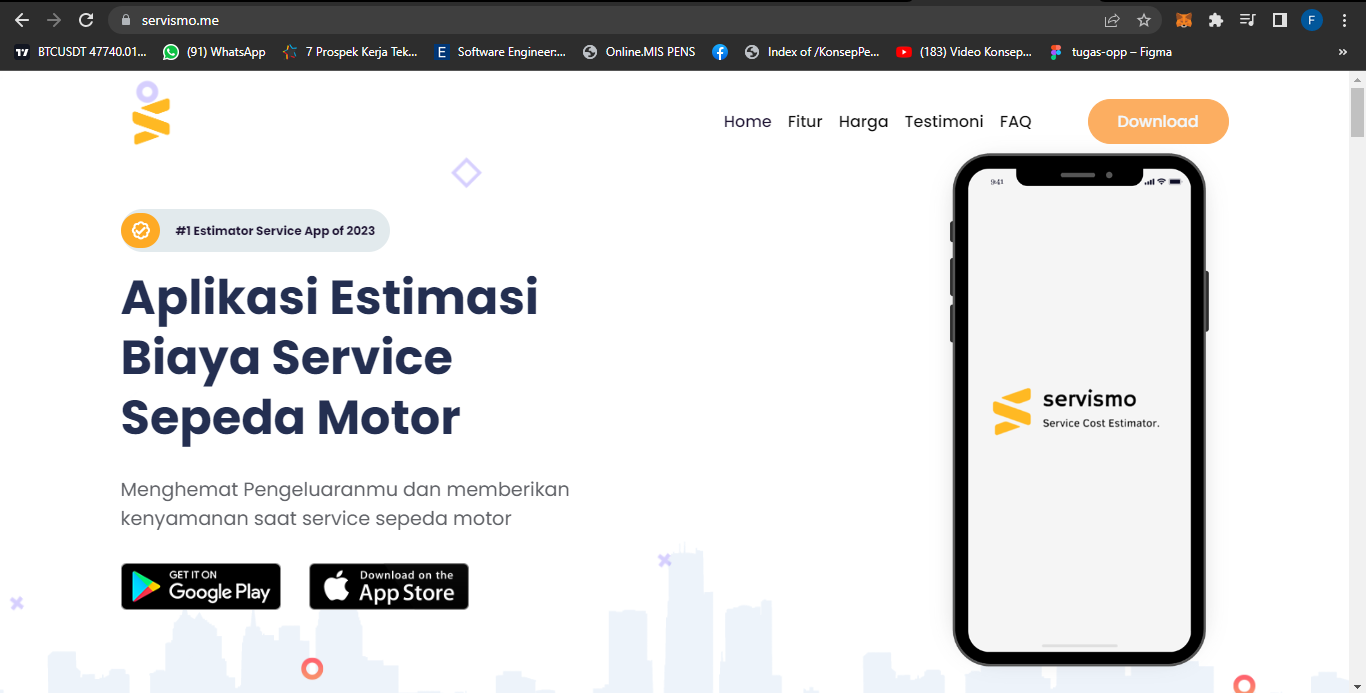 servismo.me
BTCUSDT 47740.01...
(91) WhatsApp
7 Prospek Kerja Tek...
E
Software Engineer:...
Online.MIS PENS
Index of /KonsepPe...
(183) Video Konsep...
tugas-opp – Figma
»
F
Home
Fitur
Harga
Testimoni
FAQ
Download
#1 Estimator Service App of 2023
Aplikasi Estimasi
Biaya Service
Sepeda Motor
Menghemat Pengeluaranmu dan memberikan
kenyamanan saat service sepeda motor
GET IT ON
Google Play
Download on the
App Store
9:41
servismo
Service Cost Estimator.